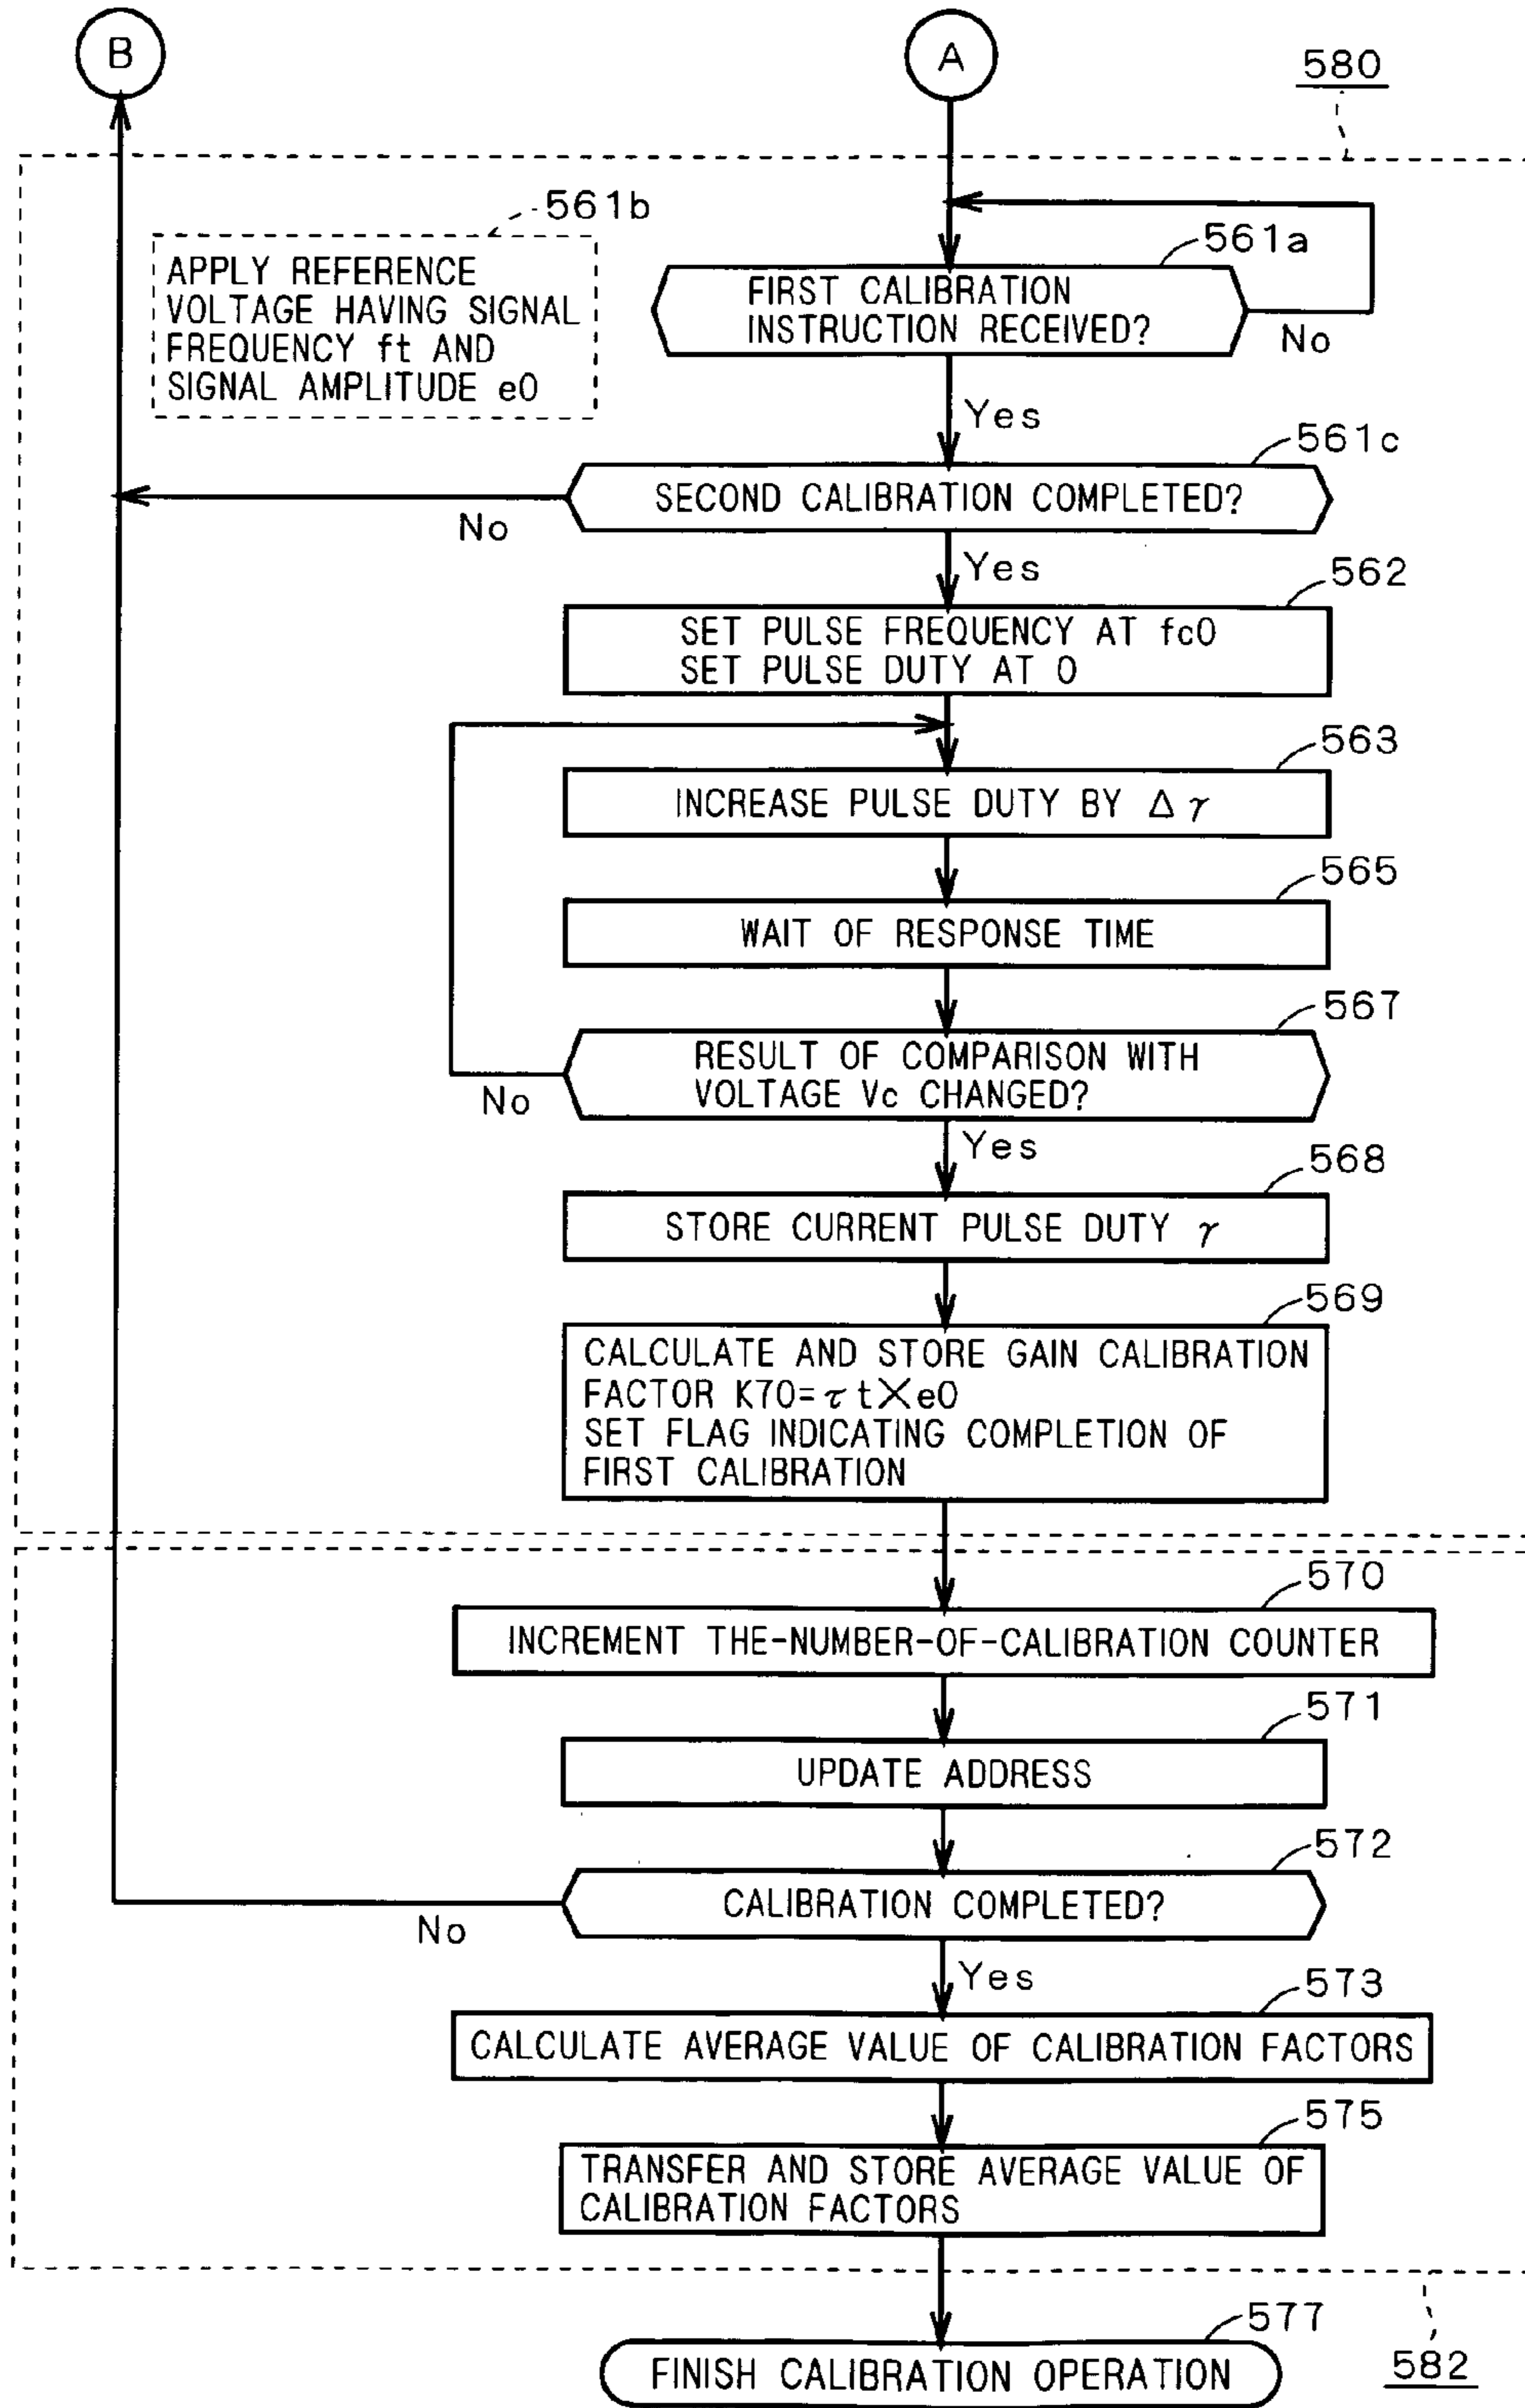 B
A
580
561b
APPLY REFERENCE
VOLTAGE HAVING SIGNAL
FREQUENCY ft AND
SIGNAL AMPLITUDE e0
561a
FIRST CALIBRATION
INSTRUCTION RECEIVED?
No
Yes
561c
SECOND CALIBRATION COMPLETED?
No
Yes
562
SET PULSE FREQUENCY AT fc0
SET PULSE DUTY AT 0
563
INCREASE PULSE DUTY BY Δγ
565
WAIT OF RESPONSE TIME
567
RESULT OF COMPARISON WITH
VOLTAGE Vc CHANGED?
No
Yes
568
STORE CURRENT PULSE DUTY γ
569
CALCULATE AND STORE GAIN CALIBRATION
FACTOR K70=τt×e0
SET FLAG INDICATING COMPLETION OF
FIRST CALIBRATION
570
INCREMENT THE-NUMBER-OF-CALIBRATION COUNTER
571
UPDATE ADDRESS
572
CALIBRATION COMPLETED?
No
Yes
573
CALCULATE AVERAGE VALUE OF CALIBRATION FACTORS
575
TRANSFER AND STORE AVERAGE VALUE OF
CALIBRATION FACTORS
577
FINISH CALIBRATION OPERATION
582